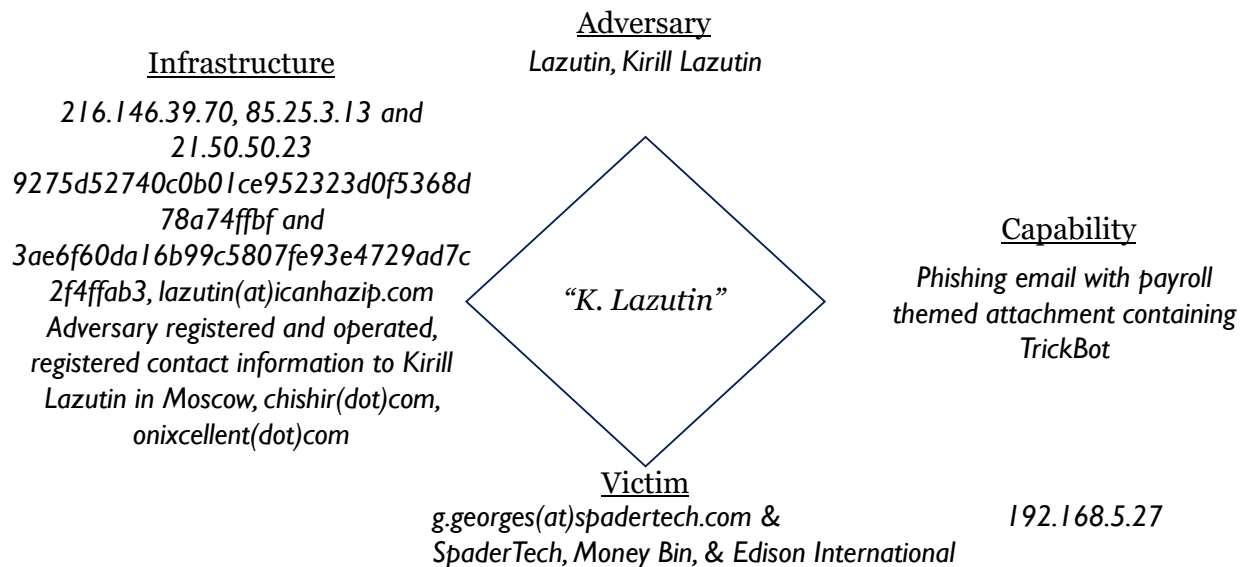 Adversary
Lazutin, Kirill Lazutin
Infrastructure
216.146.39.70, 85.25.3.13 and
21.50.50.23
9275d52740c0b01ce952323d0f5368d
78a74ffbf and
3ae6f60da16b99c5807fe93e4729ad7c
2f4ffab3, lazutin(at)icanhazip.com
Adversary registered and operated,
registered contact information to Kirill
Lazutin in Moscow, chishir(dot)com,
onixcellent(dot)com
“K. Lazutin”
Capability
Phishing email with payroll
themed attachment containing
TrickBot
Victim
g.georges(at)spadertech.com &
SpaderTech, Money Bin, & Edison International
192.168.5.27